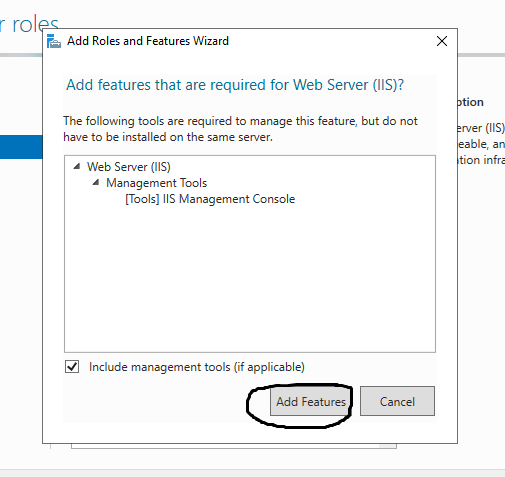 r roles
Add Roles and Features Wizard
Add features that are required for Web Server (IIS)?
The following tools are required to manage this feature, but do not
have to be installed on the same server.
Web Server (IIS)
Management Tools
[Tools] IIS Management Console
Include management tools (if applicable)
Add Features
Cancel
ption
erver (IIS)
eable, an
tion infra